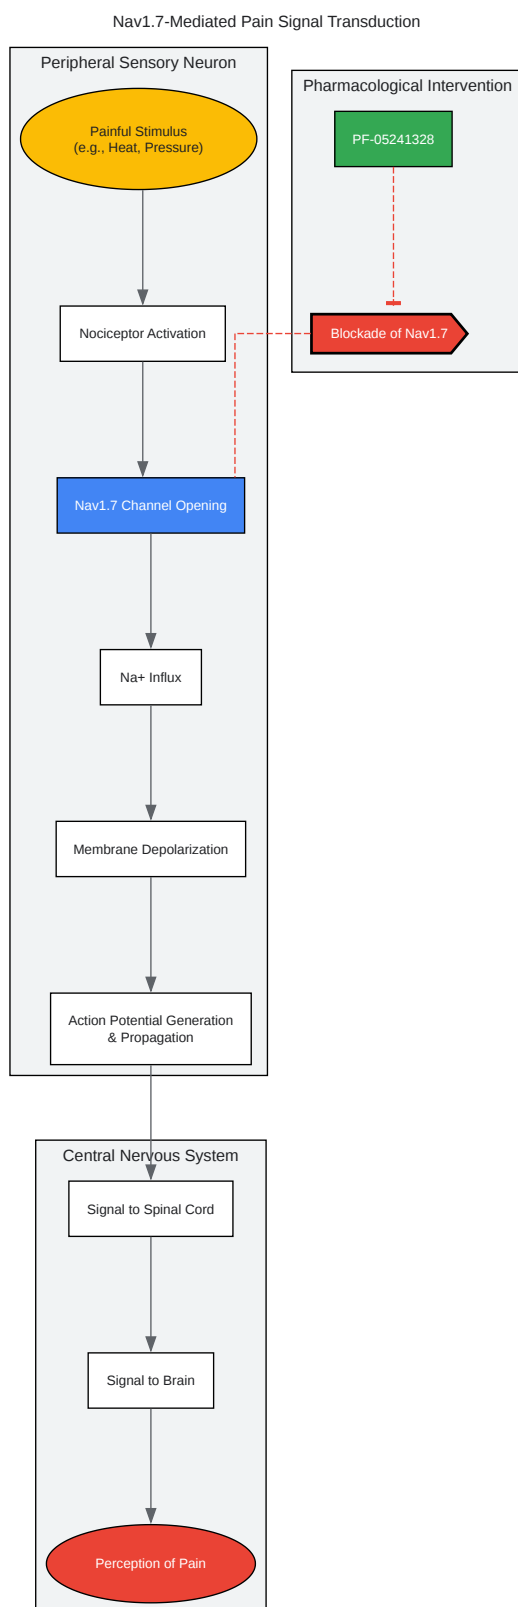 Nav1.7-Mediated Pain Signal Transduction
Peripheral Sensory Neuron
Painful Stimulus
(e.g., Heat, Pressure)
Nociceptor Activation
Nav1.7 Channel Opening
Na+ Influx
Membrane Depolarization
Action Potential Generation
& Propagation
Pharmacological Intervention
PF-05241328
Blockade of Nav1.7
Central Nervous System
Signal to Spinal Cord
Signal to Brain
Perception of Pain